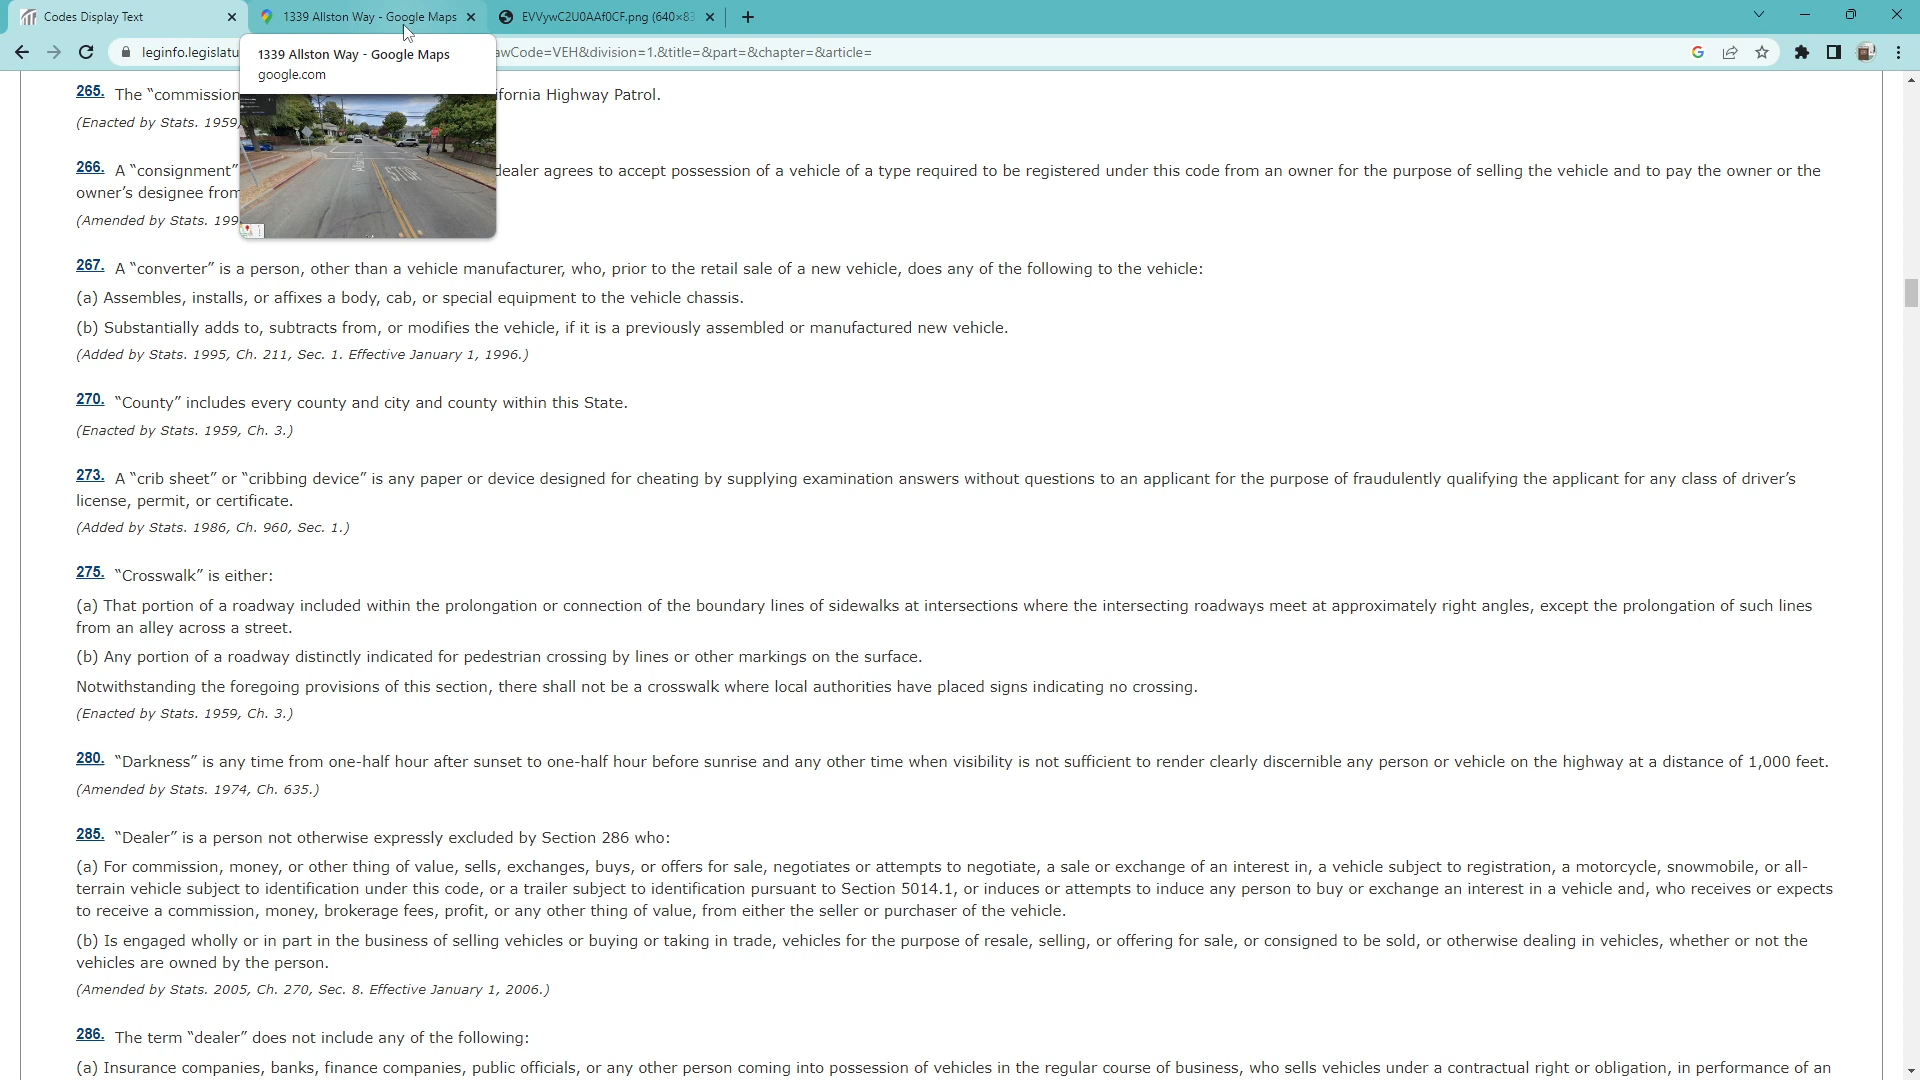 Codes Display Text
1339 Allston Way - Google Maps
EVVywC2U0AAf0CF.png (640×83
leginfo.legislatu
awCode=VEH&division=1.&title=&part=&chapter=&article=
1339 Allston Way - Google Maps
google.com
STOP
265. The “commission fornia Highway Patrol.
(Enacted by Stats. 1959,
266. A “consignment” dealer agrees to accept possession of a vehicle of a type required to be registered under this code from an owner for the purpose of selling the vehicle and to pay the owner or the
owner’s designee from
(Amended by Stats. 199
267. A “converter” is a person, other than a vehicle manufacturer, who, prior to the retail sale of a new vehicle, does any of the following to the vehicle:
(a) Assembles, installs, or affixes a body, cab, or special equipment to the vehicle chassis.
(b) Substantially adds to, subtracts from, or modifies the vehicle, if it is a previously assembled or manufactured new vehicle.
(Added by Stats. 1995, Ch. 211, Sec. 1. Effective January 1, 1996.)
270. “County” includes every county and city and county within this State.
(Enacted by Stats. 1959, Ch. 3.)
273. A “crib sheet” or “cribbing device” is any paper or device designed for cheating by supplying examination answers without questions to an applicant for the purpose of fraudulently qualifying the applicant for any class of driver’s
license, permit, or certificate.
(Added by Stats. 1986, Ch. 960, Sec. 1.)
275. “Crosswalk” is either:
(a) That portion of a roadway included within the prolongation or connection of the boundary lines of sidewalks at intersections where the intersecting roadways meet at approximately right angles, except the prolongation of such lines
from an alley across a street.
(b) Any portion of a roadway distinctly indicated for pedestrian crossing by lines or other markings on the surface.
Notwithstanding the foregoing provisions of this section, there shall not be a crosswalk where local authorities have placed signs indicating no crossing.
(Enacted by Stats. 1959, Ch. 3.)
280. “Darkness” is any time from one-half hour after sunset to one-half hour before sunrise and any other time when visibility is not sufficient to render clearly discernible any person or vehicle on the highway at a distance of 1,000 feet.
(Amended by Stats. 1974, Ch. 635.)
285. “Dealer” is a person not otherwise expressly excluded by Section 286 who:
(a) For commission, money, or other thing of value, sells, exchanges, buys, or offers for sale, negotiates or attempts to negotiate, a sale or exchange of an interest in, a vehicle subject to registration, a motorcycle, snowmobile, or all-
terrain vehicle subject to identification under this code, or a trailer subject to identification pursuant to Section 5014.1, or induces or attempts to induce any person to buy or exchange an interest in a vehicle and, who receives or expects
to receive a commission, money, brokerage fees, profit, or any other thing of value, from either the seller or purchaser of the vehicle.
(b) Is engaged wholly or in part in the business of selling vehicles or buying or taking in trade, vehicles for the purpose of resale, selling, or offering for sale, or consigned to be sold, or otherwise dealing in vehicles, whether or not the
vehicles are owned by the person.
(Amended by Stats. 2005, Ch. 270, Sec. 8. Effective January 1, 2006.)
286. The term “dealer” does not include any of the following:
(a) Insurance companies, banks, finance companies, public officials, or any other person coming into possession of vehicles in the regular course of business, who sells vehicles under a contractual right or obligation, in performance of an